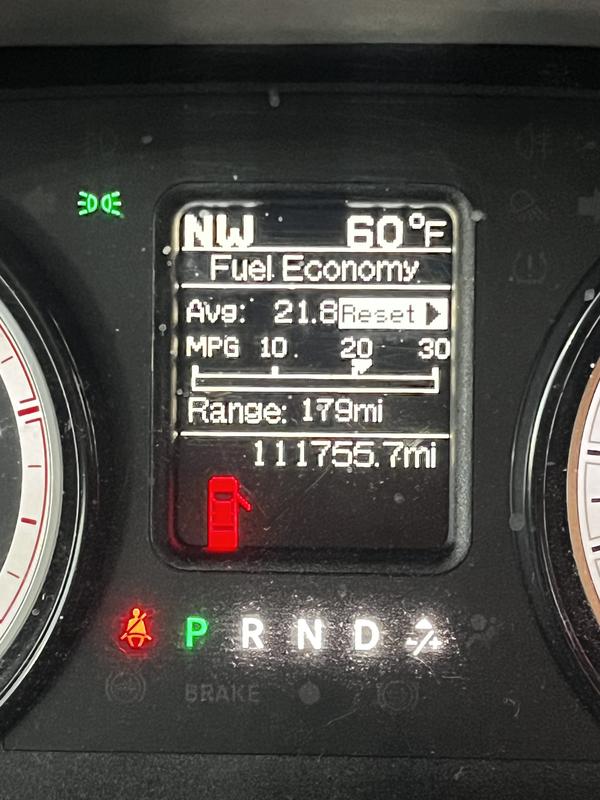 NW 60°F
Fuel Economy
Avg: 21.8 Reset
MPG 10 20 30
Range: 179mi
111755.7mi
P R N D
BRAKE